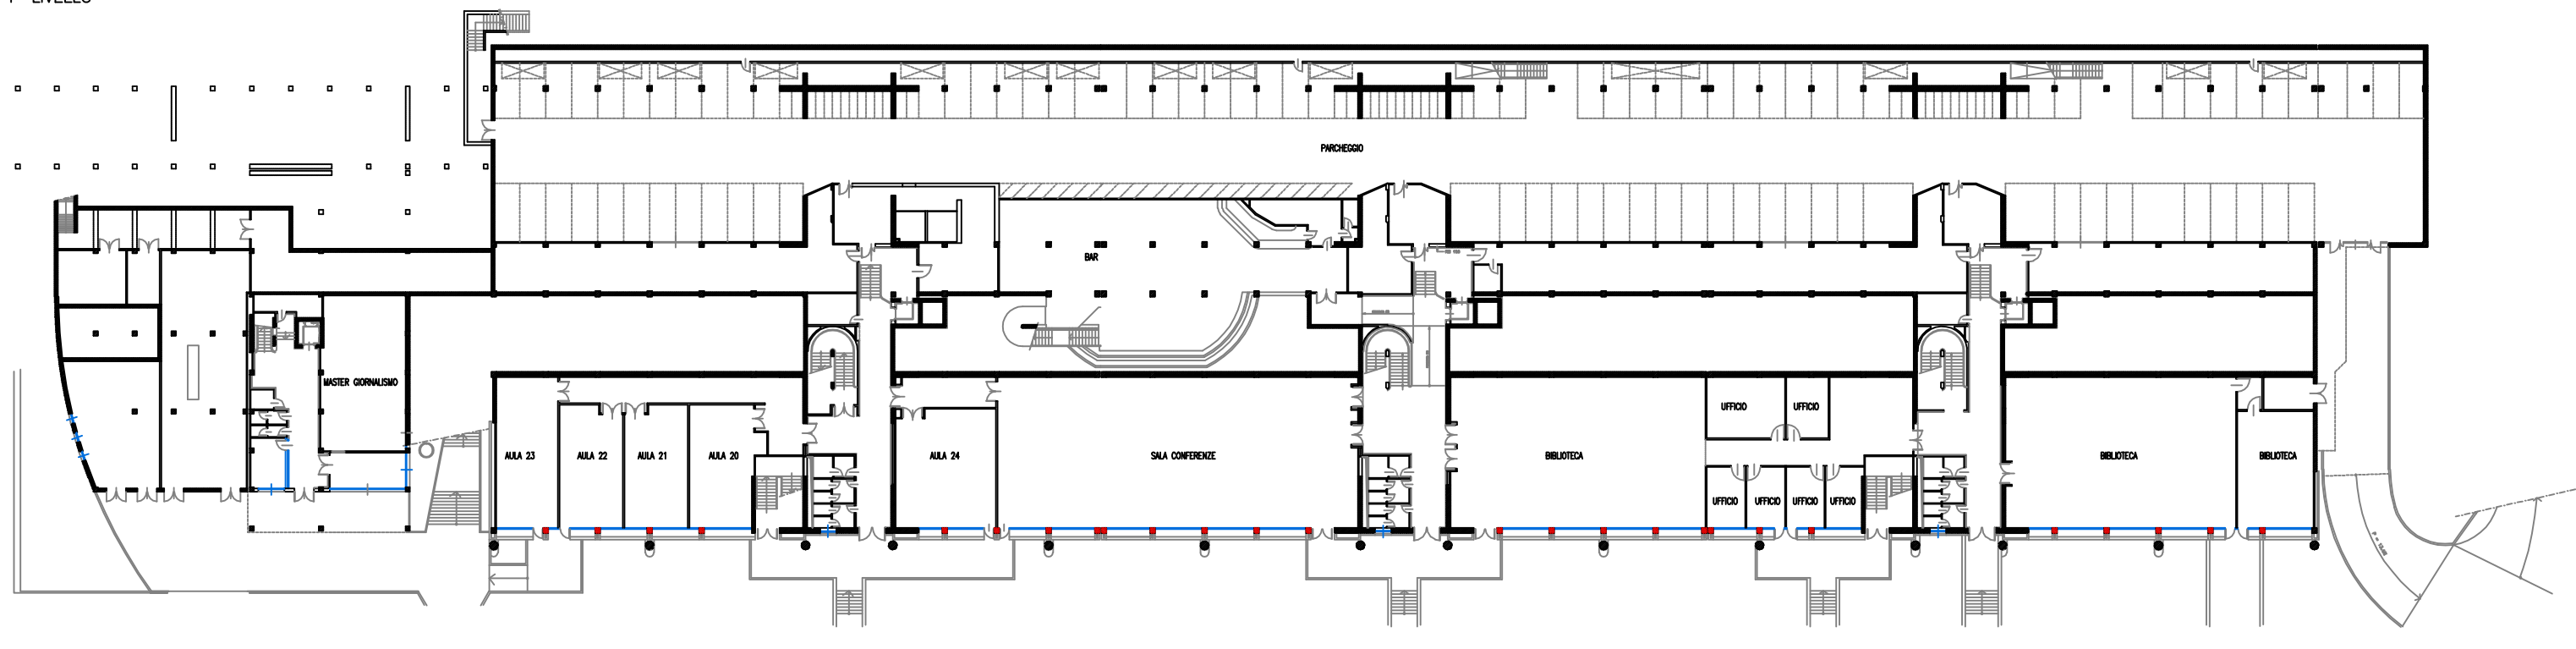 PARCHEGGIO
BAR
MASTER GIORNALISMO
UFFICIO
UFFICIO
AULA 23
AULA 22
AULA 21
AULA 20
AULA 24
SALA CONFERENZE
BIBLIOTECA
BIBLIOTECA
BIBLIOTECA
UFFICIO
UFFICIO
UFFICIO
UFFICIO